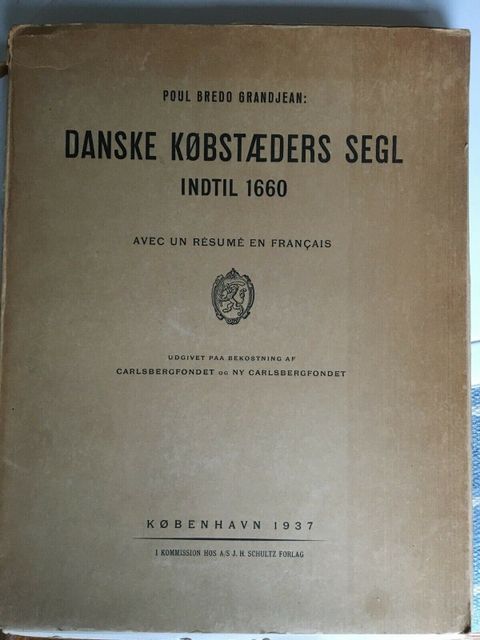 POUL BREDO GRANDJEAN:
DANSKE KØBSTÆDERS SEGL
INDTIL 1660
AVEC UN RÉSUMÉ EN FRANÇAIS
UDGIVET PAA BEKOSTNING AF
CARLSBERGFONDET OG NY CARLSBERGFONDET
KØBENHAVN 1937
I KOMMISSION HOS A/S J. H. SCHULTZ FORLAG